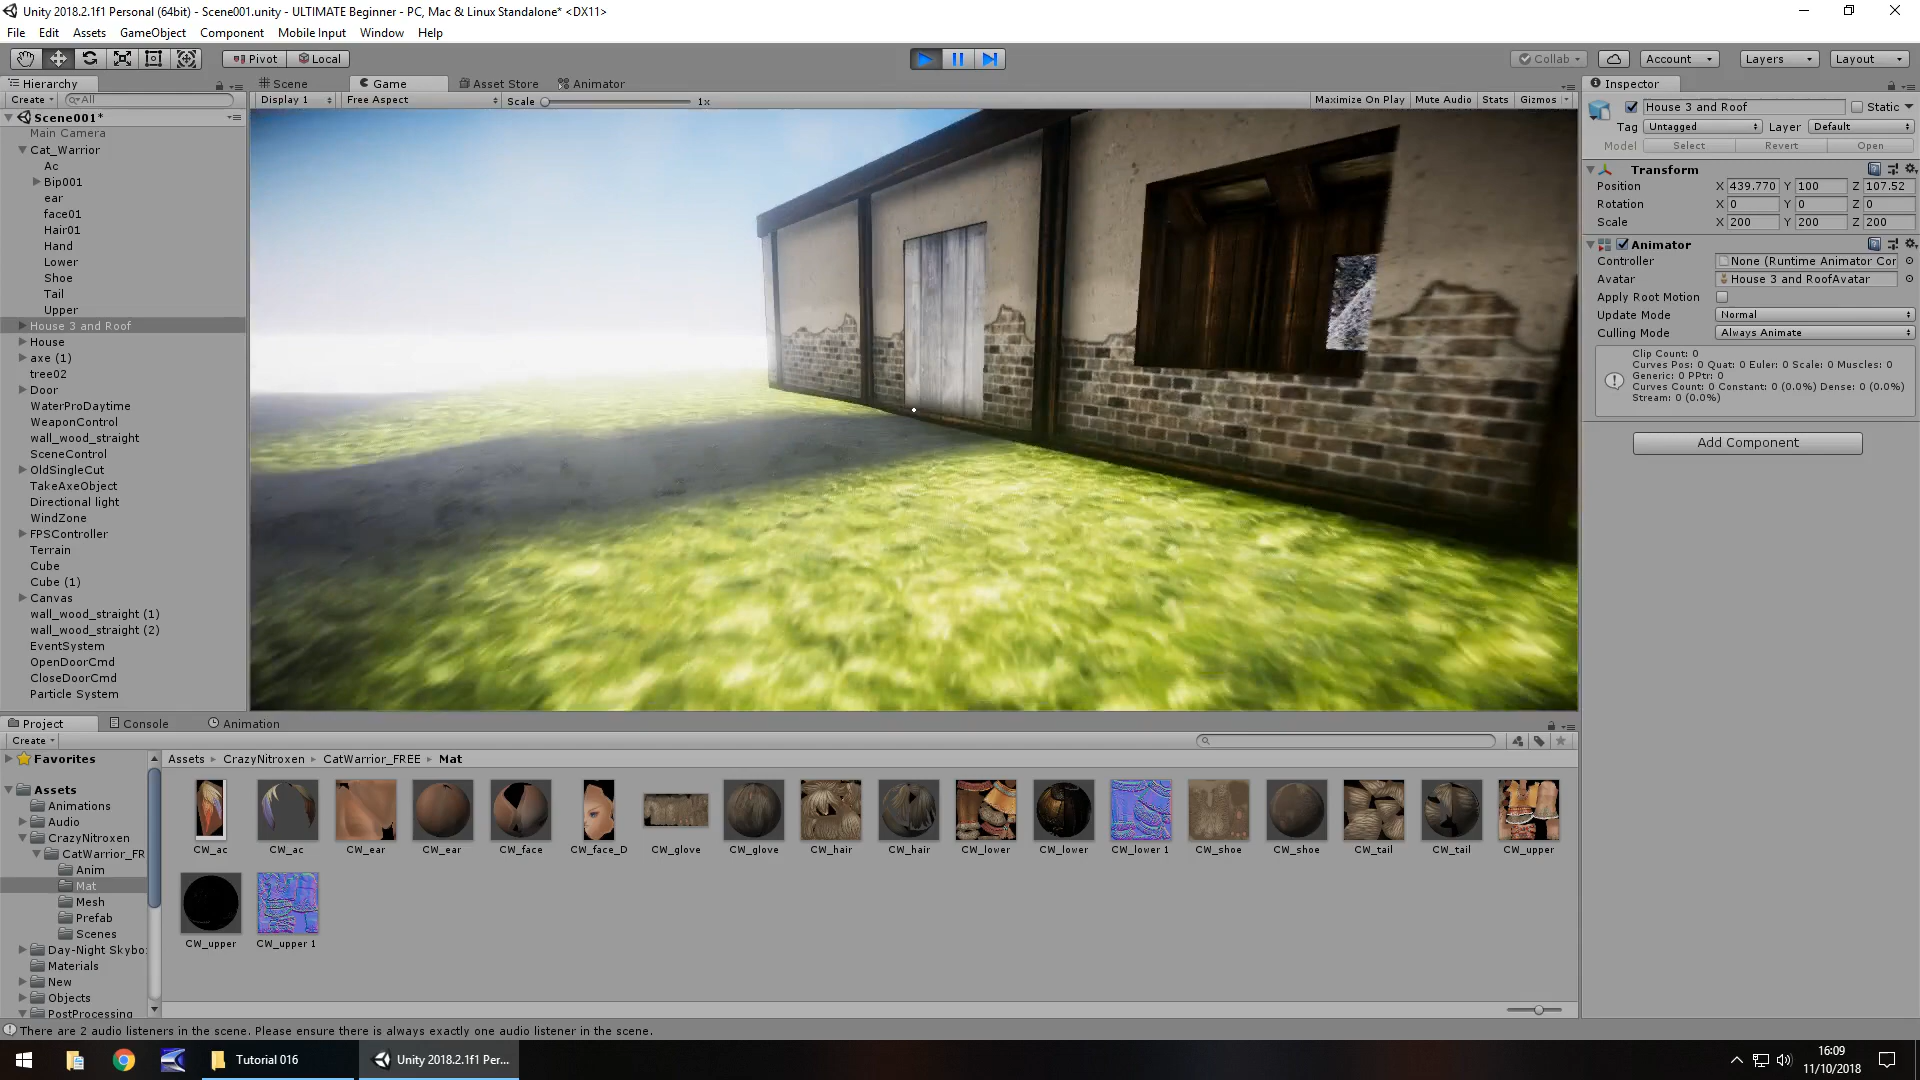 Unity 2018.2.1f1 Personal (64bit) - Scene001.unity - ULTIMATE Beginner - PC, Mac & Linux Standalone* <DX11>
File Edit Assets GameObject Component Mobile Input Window Help
Pivot Local Collab Account Layers Layout
Hierarchy Scene Game Asset Store Animator Inspector
Create All Display 1 Free Aspect Scale 1x Maximize On Play Mute Audio Stats Gizmos
House 3 and Roof Static
Tag Untagged Layer Default
Model Select Revert Open
Transform
Position X 439.770 Y 100 Z 107.52
Rotation X 0 Y 0 Z 0
Scale X 200 Y 200 Z 200
Animator
Controller None (Runtime Animator Cor
Avatar House 3 and RoofAvatar
Apply Root Motion
Update Mode Normal
Culling Mode Always Animate
Clip Count: 0
Curves Pos: 0 Quat: 0 Euler: 0 Scale: 0 Muscles: 0
Generic: 0 PPtr: 0
Curves Count: 0 Constant: 0 (0.0%) Dense: 0 (0.0%)
Stream: 0 (0.0%)
Add Component
Scene001*
Main Camera
Cat_Warrior
Ac
Bip001
ear
face01
Hair01
Hand
Lower
Shoe
Tail
Upper
House 3 and Roof
House
axe (1)
tree02
Door
WaterProDaytime
WeaponControl
wall_wood_straight
SceneControl
OldSingleCut
TakeAxeObject
Directional light
WindZone
FPSController
Terrain
Cube
Cube (1)
Canvas
wall_wood_straight (1)
wall_wood_straight (2)
EventSystem
OpenDoorCmd
CloseDoorCmd
Particle System
Project Console Animation
Create
Favorites
Assets
Animations
Audio
CrazyNitroxen
CatWarrior_FR
Anim
Mat
Mesh
Prefab
Scenes
Day-Night Skybo
Materials
New
Objects
PostProcessing
Assets CrazyNitroxen CatWarrior_FREE Mat
CW_ac CW_ac CW_ear CW_ear CW_face CW_face_D CW_glove CW_glove CW_hair CW_hair CW_lower CW_lower CW_lower 1 CW_shoe CW_shoe CW_tail CW_tail CW_upper
CW_upper CW_upper 1
There are 2 audio listeners in the scene. Please ensure there is always exactly one audio listener in the scene.
Tutorial 016 Unity 2018.2.1f1 Per...
16:09
11/10/2018